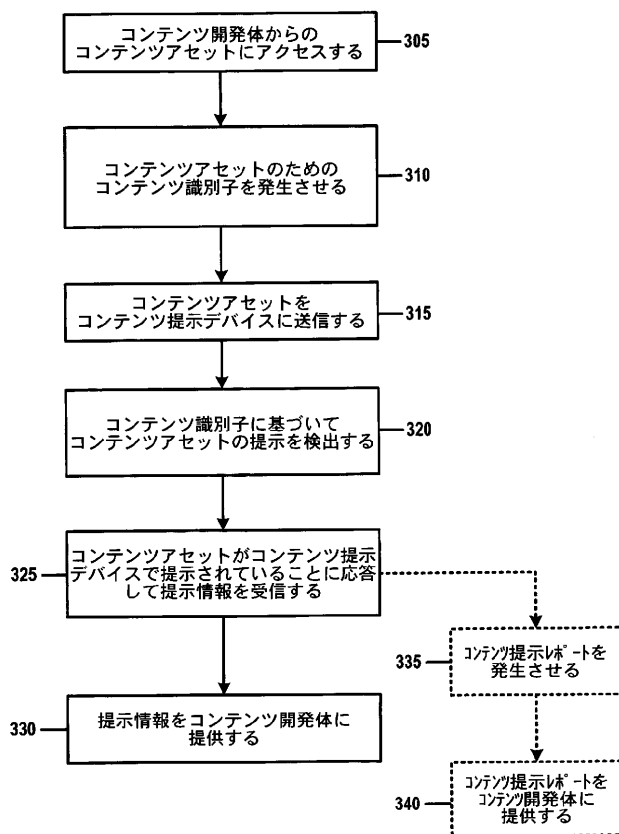 コンテンツ開発体からの
コンテンツアセットにアクセスする
305
コンテンツアセットのための
コンテンツ識別子を発生させる
310
コンテンツアセットを
コンテンツ提示デバイスに送信する
315
コンテンツ識別子に基づいて
コンテンツアセットの提示を検出する
320
325
コンテンツアセットがコンテンツ提示
デバイスで提示されていることに応答
して提示情報を受信する
335
コンテンツ提示レポートを
発生させる
330
提示情報をコンテンツ開発体に
提供する
340
コンテンツ提示レポートを
コンテンツ開発体に
提供する